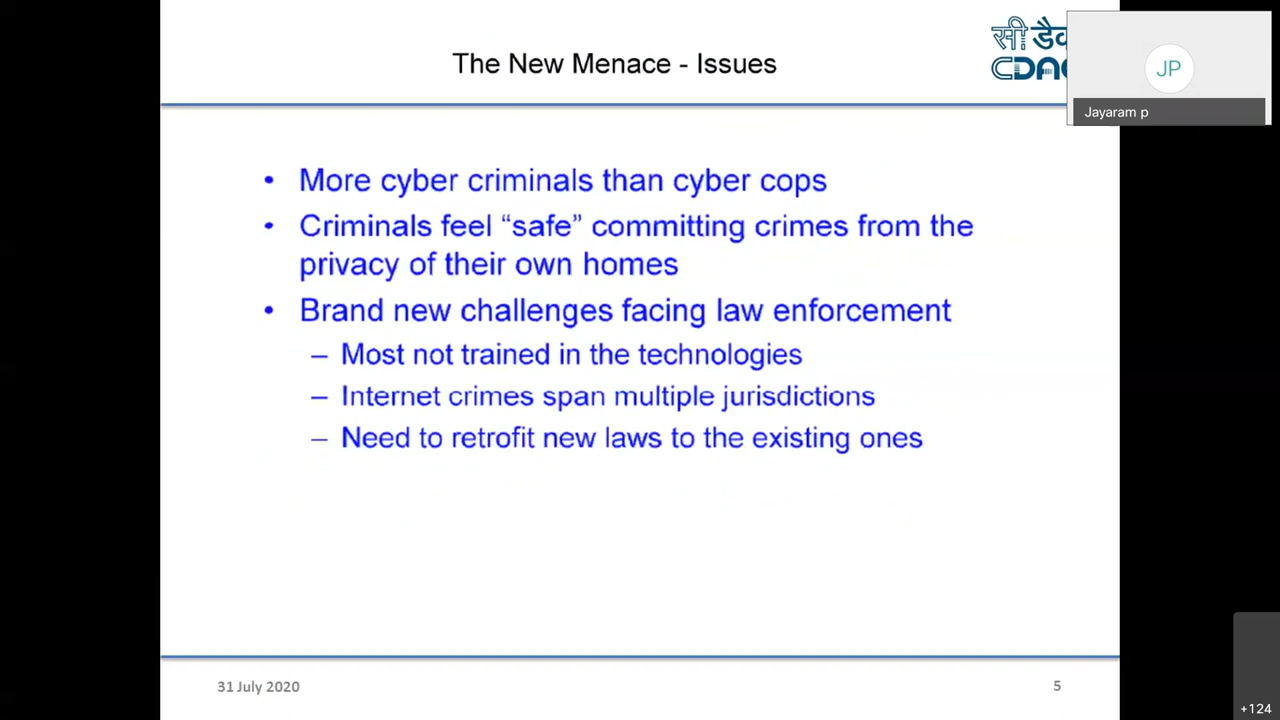 The New Menace - Issues
सी डै
CDAC
JP
Jayaram p
• More cyber criminals than cyber cops
• Criminals feel “safe” committing crimes from the
privacy of their own homes
• Brand new challenges facing law enforcement
– Most not trained in the technologies
– Internet crimes span multiple jurisdictions
– Need to retrofit new laws to the existing ones
31 July 2020
5
+124